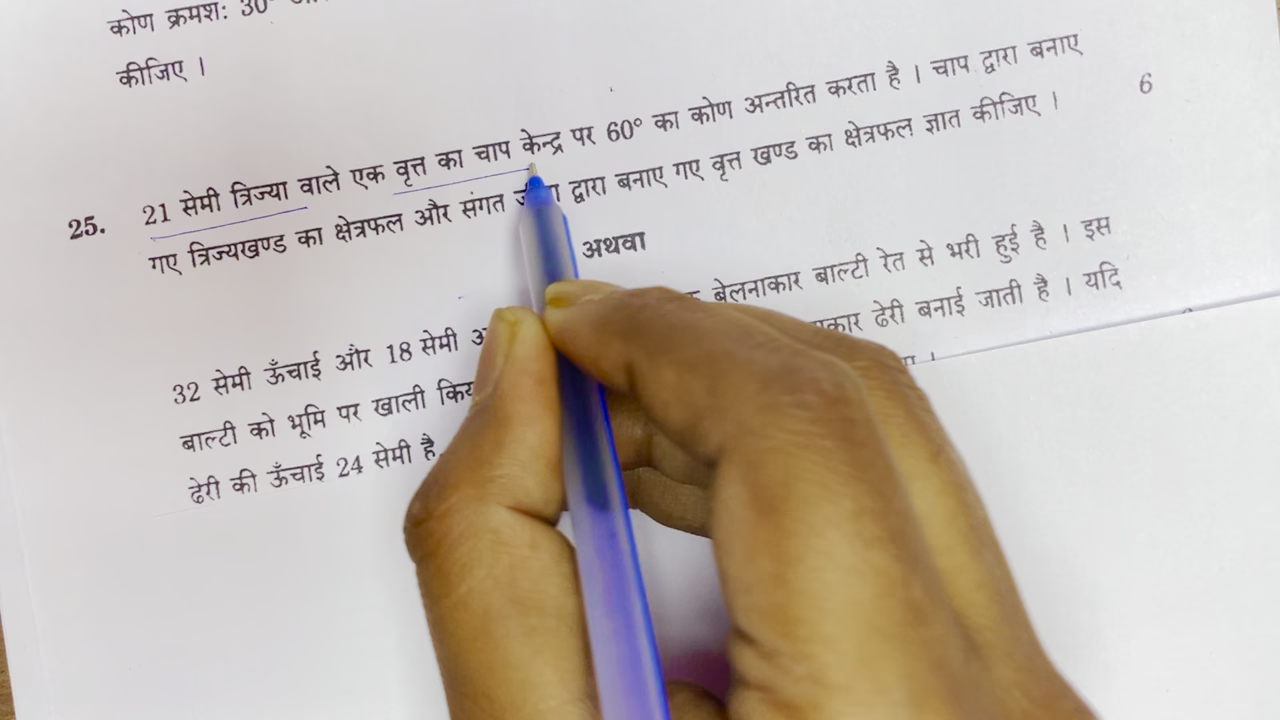 कोण क्रमश: 30°
कीजिए ।
25. 21 सेमी त्रिज्या वाले एक वृत्त का चाप केन्द्र पर 60° का कोण अन्तरित करता है । चाप द्वारा बनाए
गए त्रिज्यखण्ड का क्षेत्रफल और संगत द्वारा बनाए गए वृत्त खण्ड का क्षेत्रफल ज्ञात कीजिए । 6
अथवा
32 सेमी ऊँचाई और 18 सेमी बेलनाकार बाल्टी रेत से भरी हुई है । इस
बाल्टी को भूमि पर खाली ढेरी बनाई जाती है । यदि
ढेरी की ऊँचाई 24 सेमी है